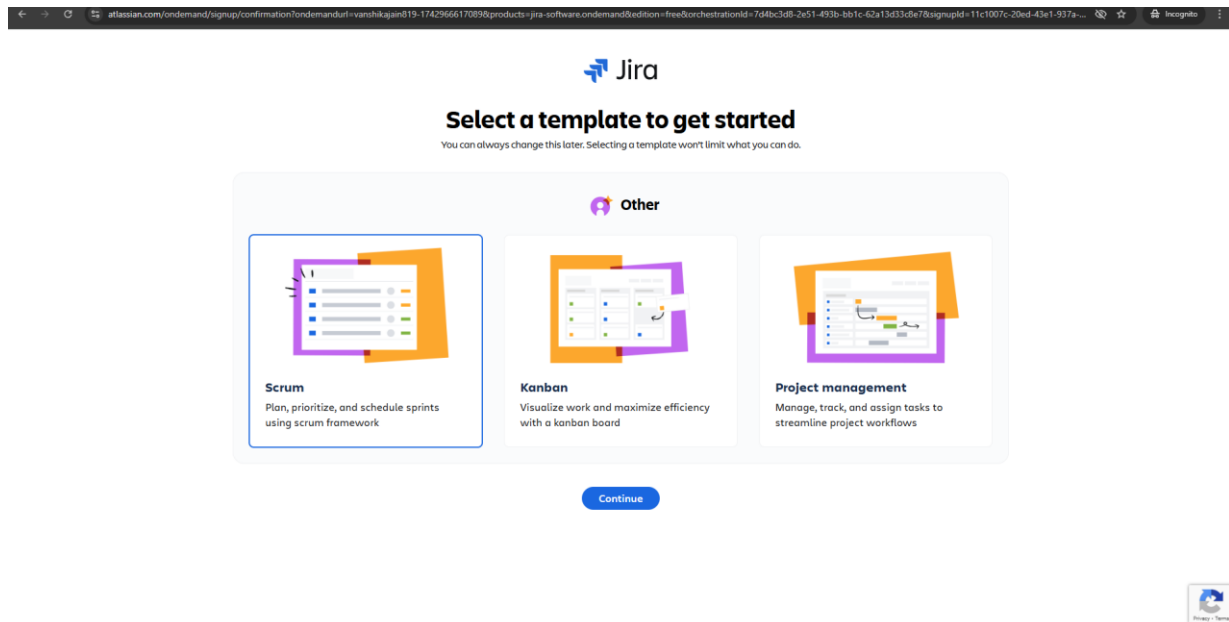 atlassian.com/ondemand/signup/confirmation?ondemandurl=vanshikajain819-1742966617089&products=jira-software.ondemand&edition=free&orchestrationId=7d4bc3d8-2e51-493b-bb1c-62a13d33c8e7&signupId=11c1007c-20ed-43e1-937a-... Incognito
Jira
Select a template to get started
You can always change this later. Selecting a template won't limit what you can do.
Other
Scrum
Plan, prioritize, and schedule sprints
using scrum framework
Kanban
Visualize work and maximize efficiency
with a kanban board
Project management
Manage, track, and assign tasks to
streamline project workflows
Continue
Privacy - Terms